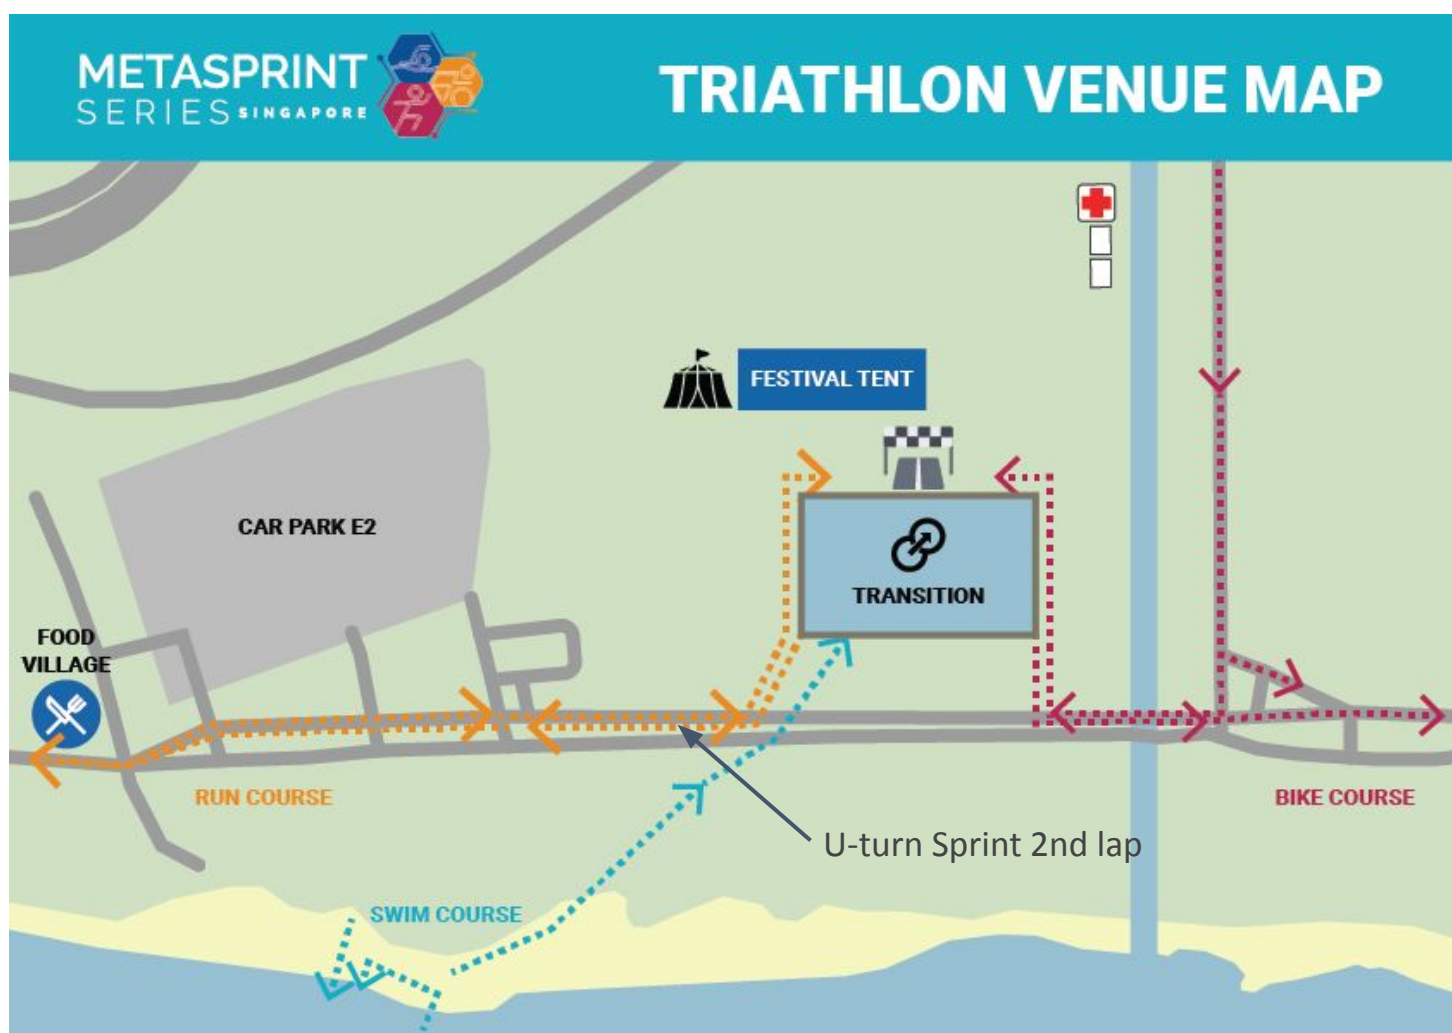 METASPRINT
SERIES SINGAPORE
TRIATHLON VENUE MAP
FESTIVAL TENT
CAR PARK E2
TRANSITION
FOOD
VILLAGE
RUN COURSE
BIKE COURSE
U-turn Sprint 2nd lap
SWIM COURSE